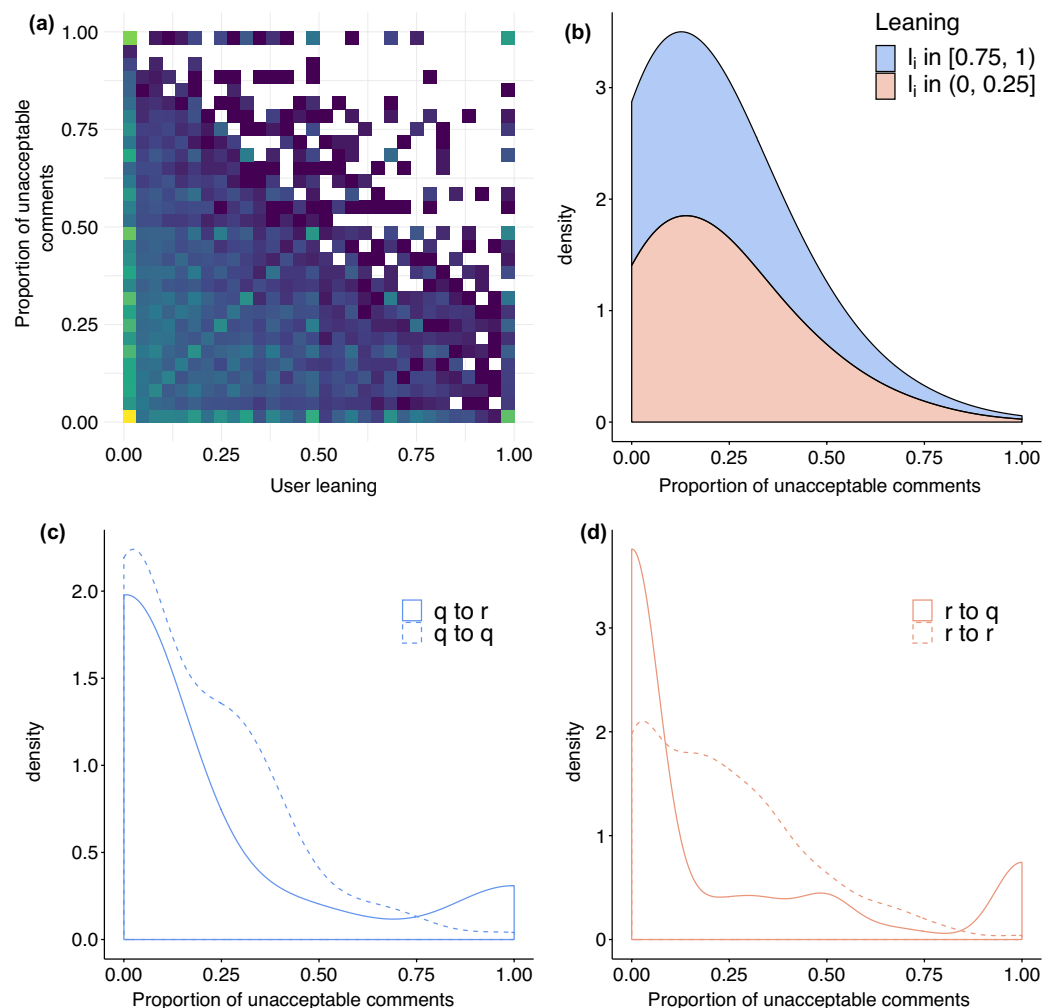 (a)
1.00
0.75
0.50
0.25
0.00
Proportion of unacceptable
comments
0.00 0.25 0.50 0.75 1.00
User leaning
(b)
Leaning
li in [0.75, 1)
li in (0, 0.25]
3
2
1
0
density
0.00 0.25 0.50 0.75 1.00
Proportion of unacceptable comments
(c)
q to r
q to q
2.0
1.5
1.0
0.5
0.0
density
0.00 0.25 0.50 0.75 1.00
Proportion of unacceptable comments
(d)
r to q
r to r
3
2
1
0
density
0.00 0.25 0.50 0.75 1.00
Proportion of unacceptable comments